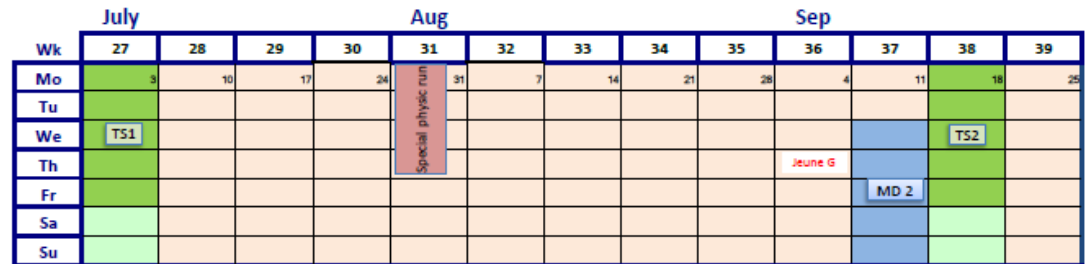 July Aug Sep
Wk 27 28 29 30 31 32 33 34 35 36 37 38 39
Mo 3 10 17 24 31 7 14 21 28 4 11 18 25
Special physic run
Tu
We TS1 TS2
Th Jeune G
Fr MD 2
Sa
Su